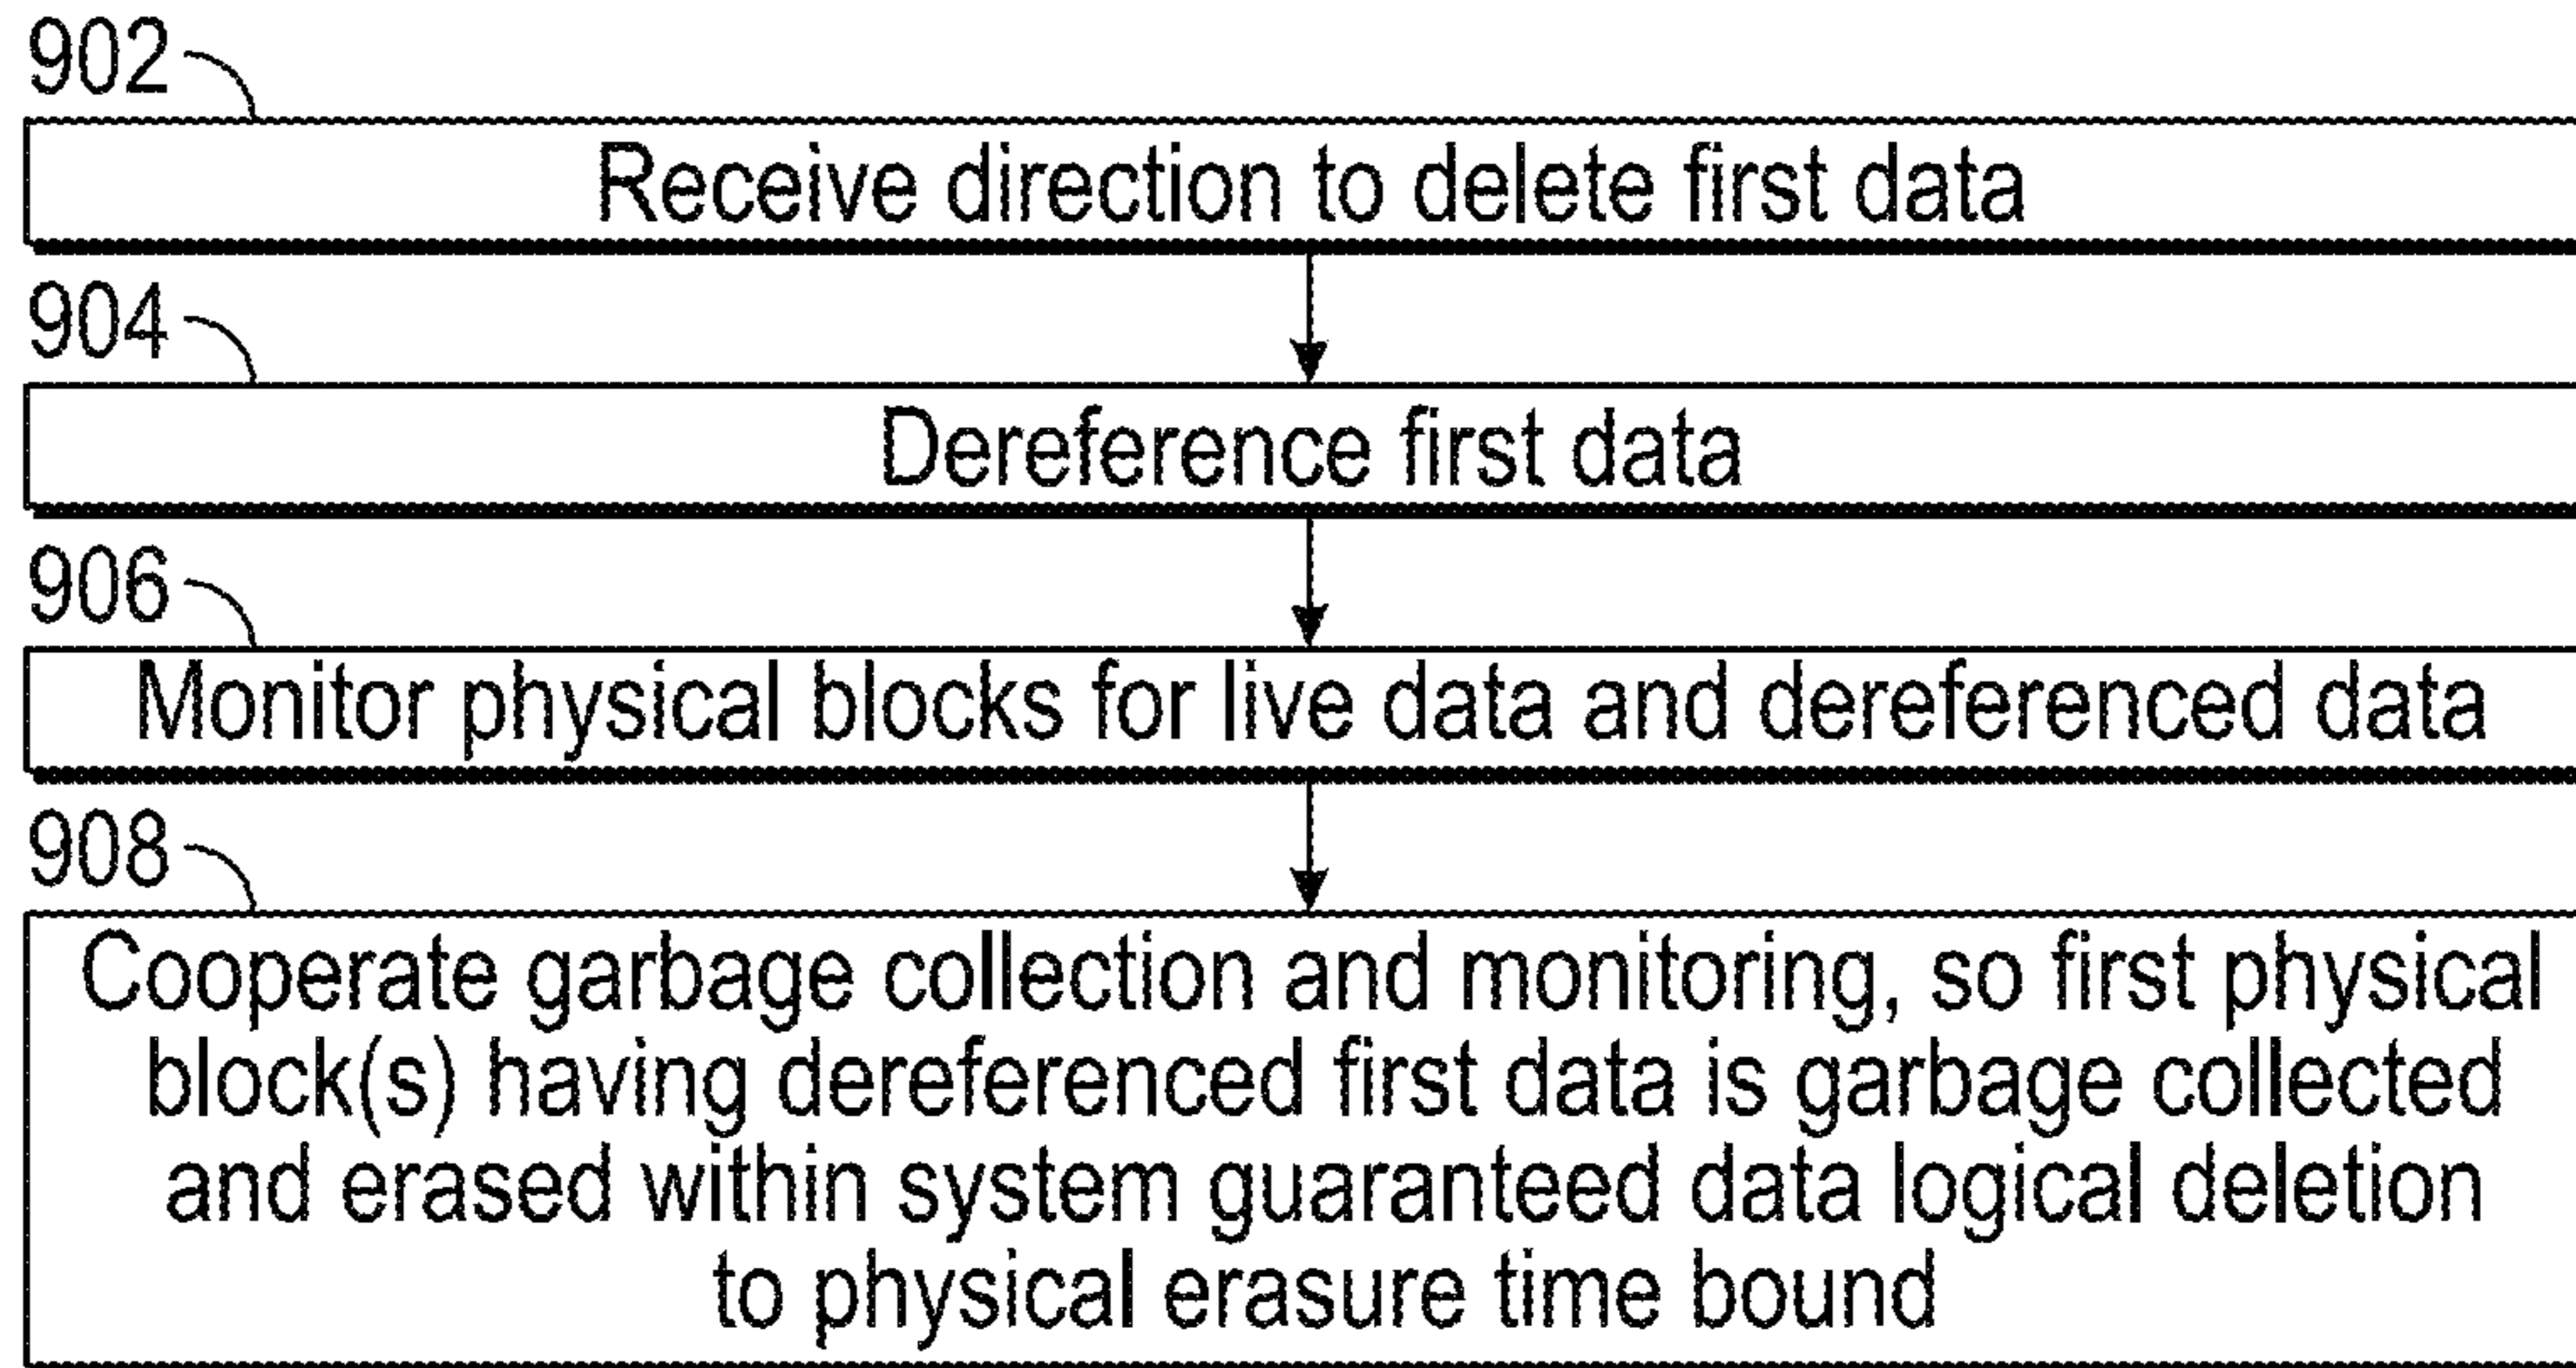 902
Receive direction to delete first data
904
Dereference first data
906
Monitor physical blocks for live data and dereferenced data
908
Cooperate garbage collection and monitoring, so first physical
block(s) having dereferenced first data is garbage collected
and erased within system guaranteed data logical deletion
to physical erasure time bound